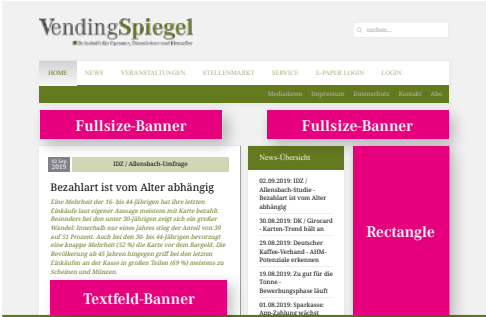 VendingSpiegel
Fachzeitschrift für Operator, Dienstleister und Hersteller
suchen...
HOME NEWS VERANSTALTUNGEN STELLENMARKT SERVICE E-PAPER LOGIN LOGIN
Mediadaten Impressum Datenschutz Kontakt Abo
Fullsize-Banner
Fullsize-Banner
02.Sep
2019
IDZ / Allensbach-Umfrage
Bezahlart ist vom Alter abhängig
Eine Mehrheit der 16- bis 44-Jährigen hat ihre letzten
Einkäufe laut eigener Aussage meistens mit Karte bezahlt.
Besonders bei den unter 30-Jährigen zeigt sich ein großer
Wandel: Innerhalb nur eines Jahres stieg der Anteil von 39
auf 51 Prozent. Auch bei den 30- bis 44-Jährigen bevorzugt
eine knappe Mehrheit (52 %) die Karte vor dem Bargeld. Die
Bevölkerung ab 45 Jahren hingegen griff bei den letzten
Einkäufen an der Kasse in großen Teilen (69 %) meistens zu
Scheinen und Münzen.
Textfeld-Banner
News-Übersicht
02.09.2019: IDZ /
Allensbach-Studie -
Bezahlart ist vom Alter
abhängig
30.08.2019: DK / Girocard
- Karten-Trend hält an
29.08.2019: Deutscher
Kaffee-Verband - AHM-
Potenziale erkennen
19.08.2019: Zu gut für die
Tonne -
Bewerbungsphase läuft
01.08.2019: Sparkasse:
App-Zahlung wächst
Rectangle